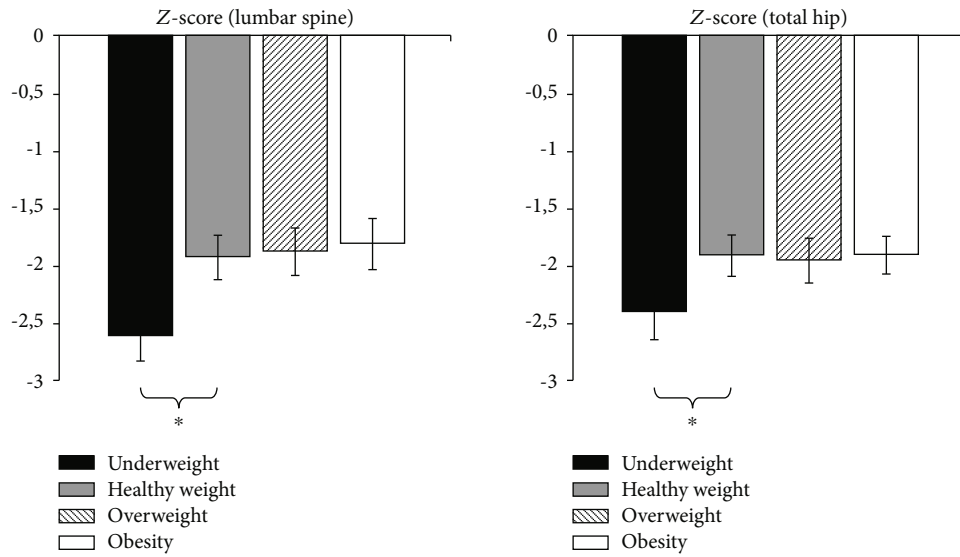 Z-score (lumbar spine)
0
-0,5
-1
-1,5
-2
-2,5
-3
*
Underweight
Healthy weight
Overweight
Obesity
Z-score (total hip)
0
-0,5
-1
-1,5
-2
-2,5
-3
*
Underweight
Healthy weight
Overweight
Obesity